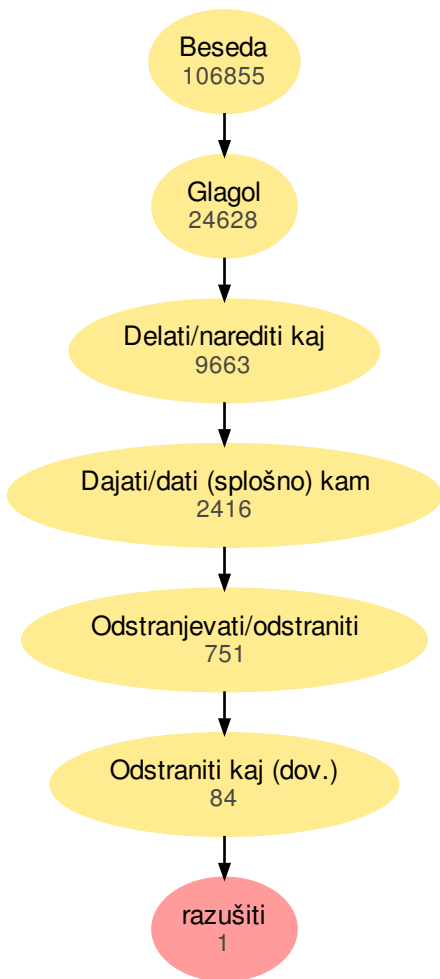 Beseda
106855
Glagol
24628
Delati/narediti kaj
9663
Dajati/dati (splošno) kam
2416
Odstranjevati/odstraniti
751
Odstraniti kaj (dov.)
84
razušiti
1